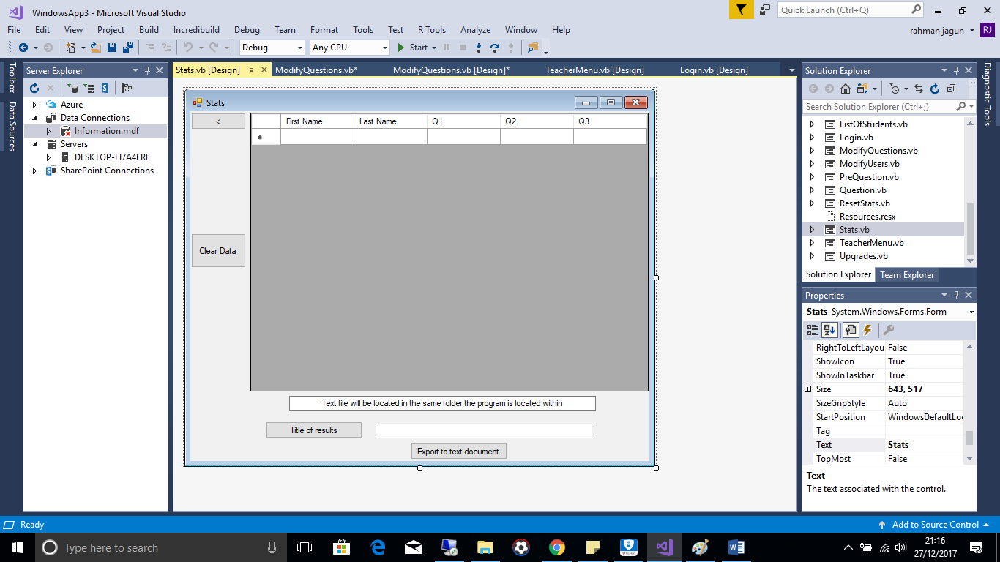 WindowsApp3 - Microsoft Visual Studio
Quick Launch (Ctrl+Q)
File Edit View Project Build Incredibuild Debug Team Format Tools Test R Tools Analyze Window Help
rahman jagun RJ
Debug Any CPU Start
Toolbox
Data Sources
Server Explorer
Azure
Data Connections
Information.mdf
Servers
DESKTOP-H7A4ERI
SharePoint Connections
Stats.vb [Design] ModifyQuestions.vb* ModifyQuestions.vb [Design]* TeacherMenu.vb [Design] Login.vb [Design]
Stats
< First Name Last Name Q1 Q2 Q3
*
Clear Data
Text file will be located in the same folder the program is located within
Title of results
Export to text document
Solution Explorer
Search Solution Explorer (Ctrl+;)
ListOfStudents.vb
Login.vb
ModifyQuestions.vb
ModifyUsers.vb
PreQuestion.vb
Question.vb
ResetStats.vb
Resources.resx
Stats.vb
TeacherMenu.vb
Upgrades.vb
Solution Explorer Team Explorer
Properties
Stats System.Windows.Forms.Form
RightToLeftLayou False
ShowIcon True
ShowInTaskbar True
Size 643, 517
SizeGripStyle Auto
StartPosition WindowsDefaultLoc
Tag
Text Stats
TopMost False
Text
The text associated with the control.
Diagnostic Tools
Ready
Add to Source Control
Type here to search
21:16
27/12/2017